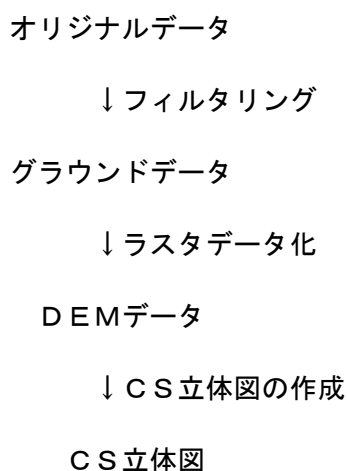 オリジナルデータ
↓フィルタリング
グラウンドデータ
↓ラスタデータ化
ＤＥＭデータ
↓ＣＳ立体図の作成
ＣＳ立体図